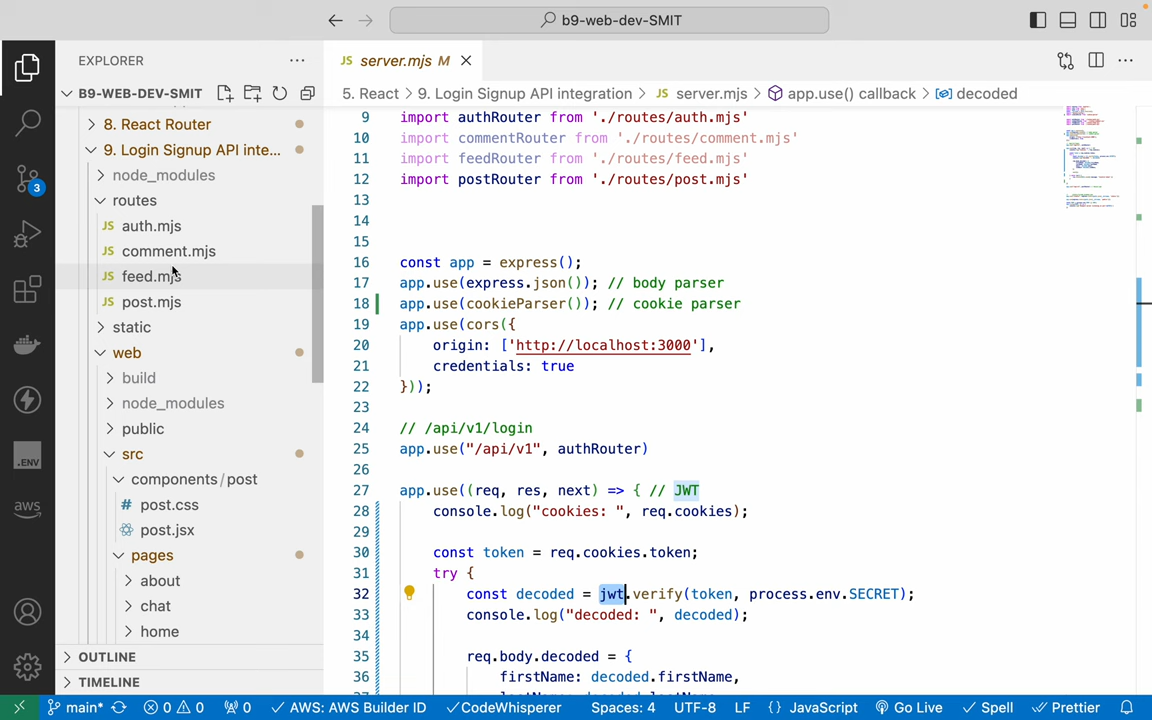 b9-web-dev-SMIT
EXPLORER
JS server.mjs M
B9-WEB-DEV-SMIT
5. React > 9. Login Signup API integration > JS server.mjs > app.use() callback > decoded
8. React Router
9. Login Signup API inte...
node_modules
routes
JS auth.mjs
JS comment.mjs
JS feed.mjs
JS post.mjs
static
web
build
node_modules
public
src
components/post
# post.css
post.jsx
pages
about
chat
home
OUTLINE
TIMELINE
3
.ENV
aws
9 import authRouter from './routes/auth.mjs'
10 import commentRouter from './routes/comment.mjs'
11 import feedRouter from './routes/feed.mjs'
12 import postRouter from './routes/post.mjs'
13
14
15
16 const app = express();
17 app.use(express.json()); // body parser
18 app.use(cookieParser()); // cookie parser
19 app.use(cors({
20 origin: ['http://localhost:3000'],
21 credentials: true
22 }));
23
24 // /api/v1/login
25 app.use("/api/v1", authRouter)
26
27 app.use((req, res, next) => { // JWT
28 console.log("cookies: ", req.cookies);
29
30 const token = req.cookies.token;
31 try {
32 const decoded = jwt.verify(token, process.env.SECRET);
33 console.log("decoded: ", decoded);
34
35 req.body.decoded = {
36 firstName: decoded.firstName,
main* 0 0 0 AWS: AWS Builder ID CodeWhisperer Spaces: 4 UTF-8 LF {} JavaScript Go Live Spell Prettier